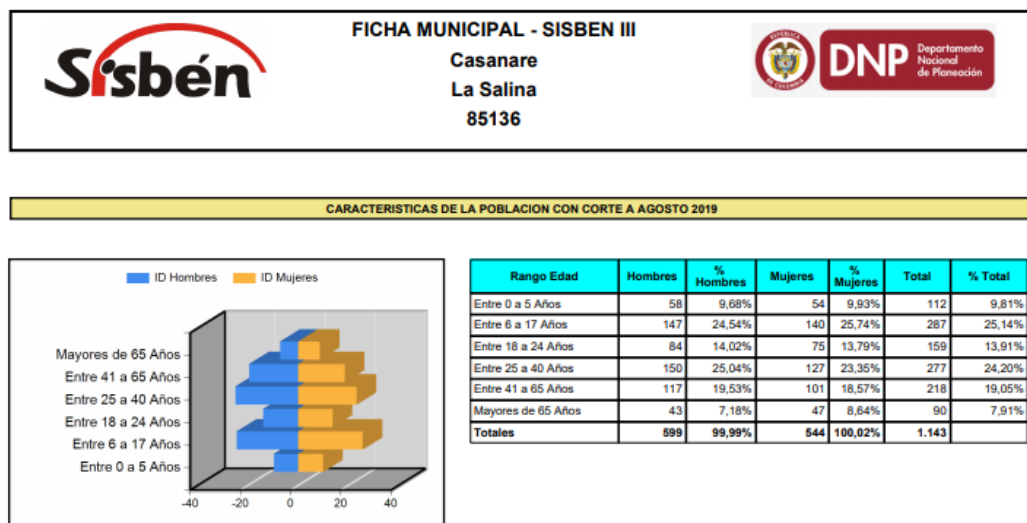 Sisbén
FICHA MUNICIPAL - SISBEN III
Casanare
La Salina
85136
REPUBLICA
DE COLOMBIA
DNP Departamento
Nacional
de Planeación
CARACTERISTICAS DE LA POBLACION CON CORTE A AGOSTO 2019
ID Hombres ID Mujeres
Mayores de 65 Años
Entre 41 a 65 Años
Entre 25 a 40 Años
Entre 18 a 24 Años
Entre 6 a 17 Años
Entre 0 a 5 Años
-40 -20 0 20 40
Rango Edad Hombres % Hombres Mujeres % Mujeres Total % Total
Entre 0 a 5 Años 58 9,68% 54 9,93% 112 9,81%
Entre 6 a 17 Años 147 24,54% 140 25,74% 287 25,14%
Entre 18 a 24 Años 84 14,02% 75 13,79% 159 13,91%
Entre 25 a 40 Años 150 25,04% 127 23,35% 277 24,20%
Entre 41 a 65 Años 117 19,53% 101 18,57% 218 19,05%
Mayores de 65 Años 43 7,18% 47 8,64% 90 7,91%
Totales 599 99,99% 544 100,02% 1.143